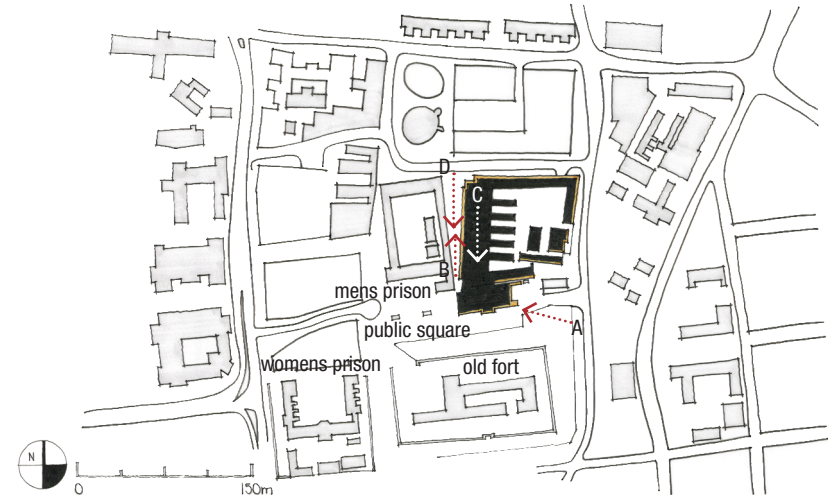 D
C
B
mens prison
public square
A
womens prison
old fort
N
0 150m